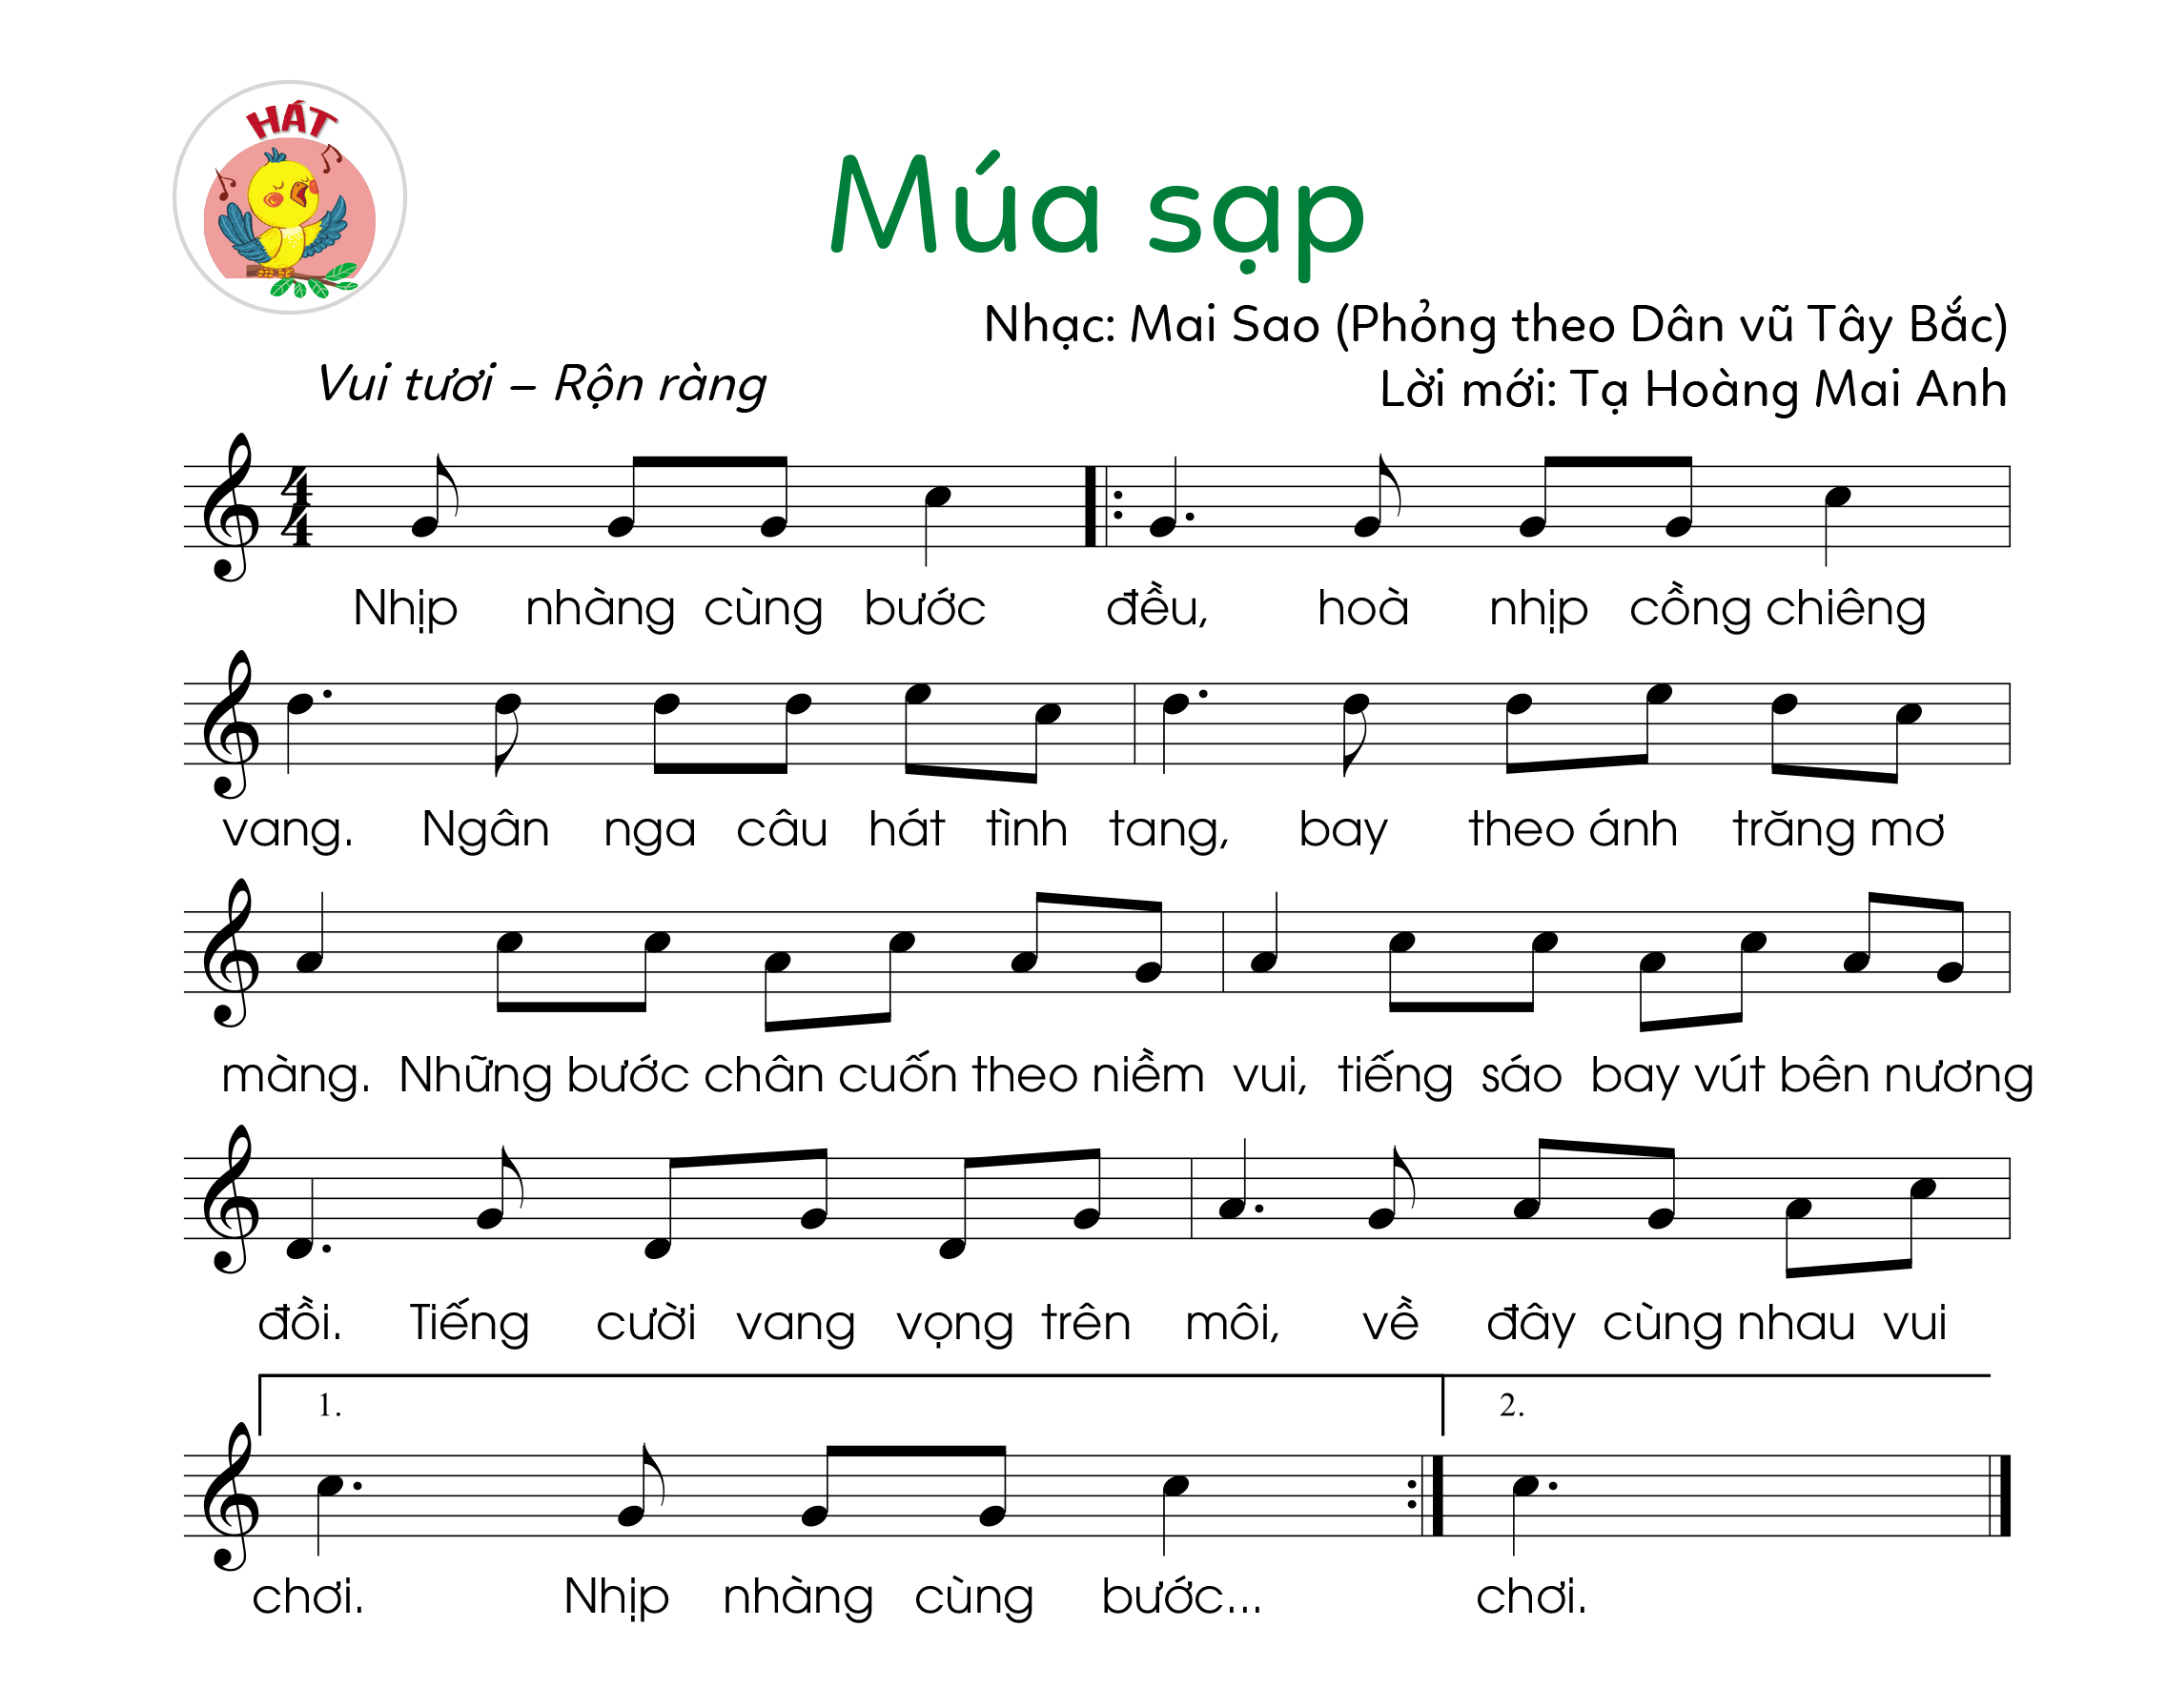 HÁT
Múa sạp
Nhạc: Mai Sao (Phỏng theo Dân vũ Tây Bắc)
Vui tươi – Rộn ràng
Lời mới: Tạ Hoàng Mai Anh
4
4
Nhịp nhàng cùng bước đều, hoà nhịp cồng chiêng
vang. Ngân nga câu hát tình tang, bay theo ánh trăng mơ
màng. Những bước chân cuốn theo niềm vui, tiếng sáo bay vút bên nương
đồi. Tiếng cười vang vọng trên môi, về đây cùng nhau vui
1. 2.
chơi. Nhịp nhàng cùng bước... chơi.